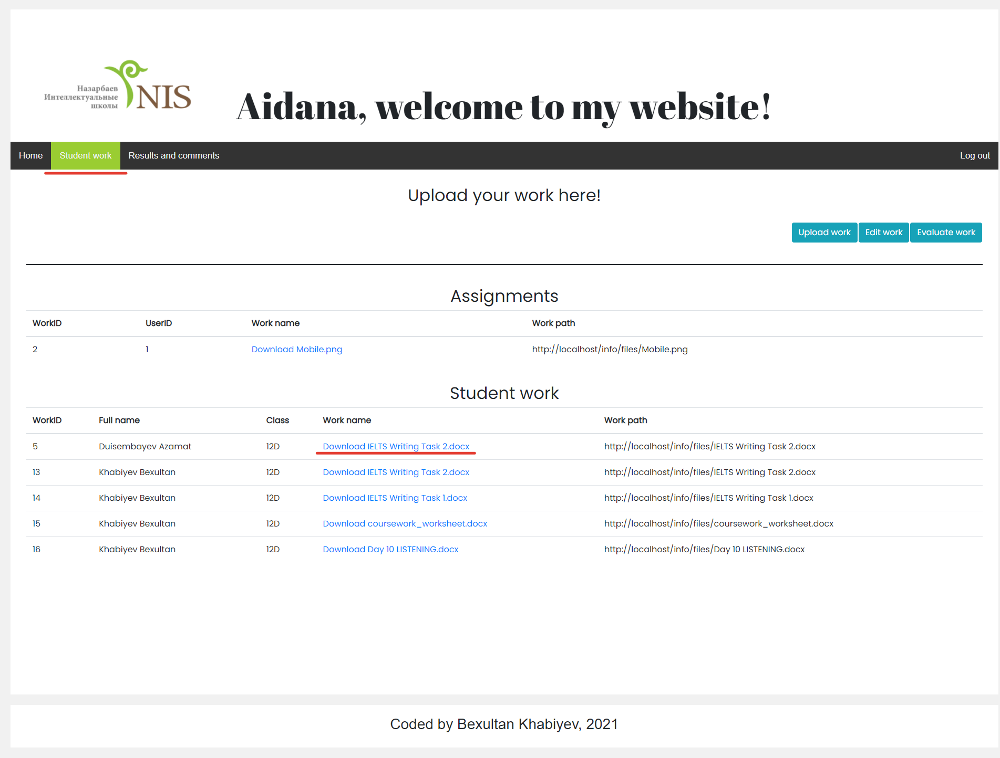 Назарбаев
Интеллектуальные
школы
NIS
Aidana, welcome to my website!
Home Student work Results and comments Log out
Upload your work here!
Upload work Edit work Evaluate work
Assignments
WorkID UserID Work name Work path
2 1 Download Mobile.png http://localhost/info/files/Mobile.png
Student work
WorkID Full name Class Work name Work path
5 Duisembayev Azamat 12D Download IELTS Writing Task 2.docx http://localhost/info/files/IELTS Writing Task 2.docx
13 Khabiyev Bexultan 12D Download IELTS Writing Task 2.docx http://localhost/info/files/IELTS Writing Task 2.docx
14 Khabiyev Bexultan 12D Download IELTS Writing Task 1.docx http://localhost/info/files/IELTS Writing Task 1.docx
15 Khabiyev Bexultan 12D Download coursework_worksheet.docx http://localhost/info/files/coursework_worksheet.docx
16 Khabiyev Bexultan 12D Download Day 10 LISTENING.docx http://localhost/info/files/Day 10 LISTENING.docx
Coded by Bexultan Khabiyev, 2021